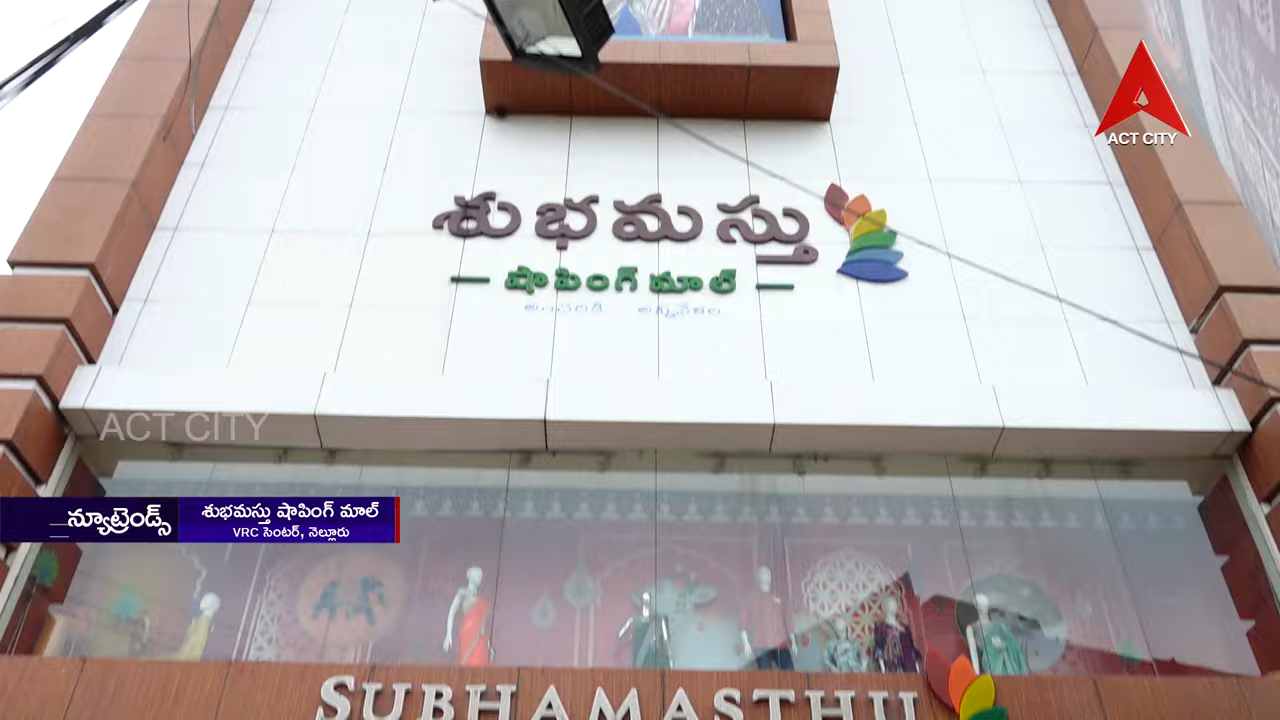 శుభమస్తు
షాపింగ్ మాల్
ACT CITY
ACT CITY
న్యూట్రెండ్స్
శుభమస్తు షాపింగ్ మాల్
VRC సెంటర్, నెల్లూరు
SUBHAMASTHU